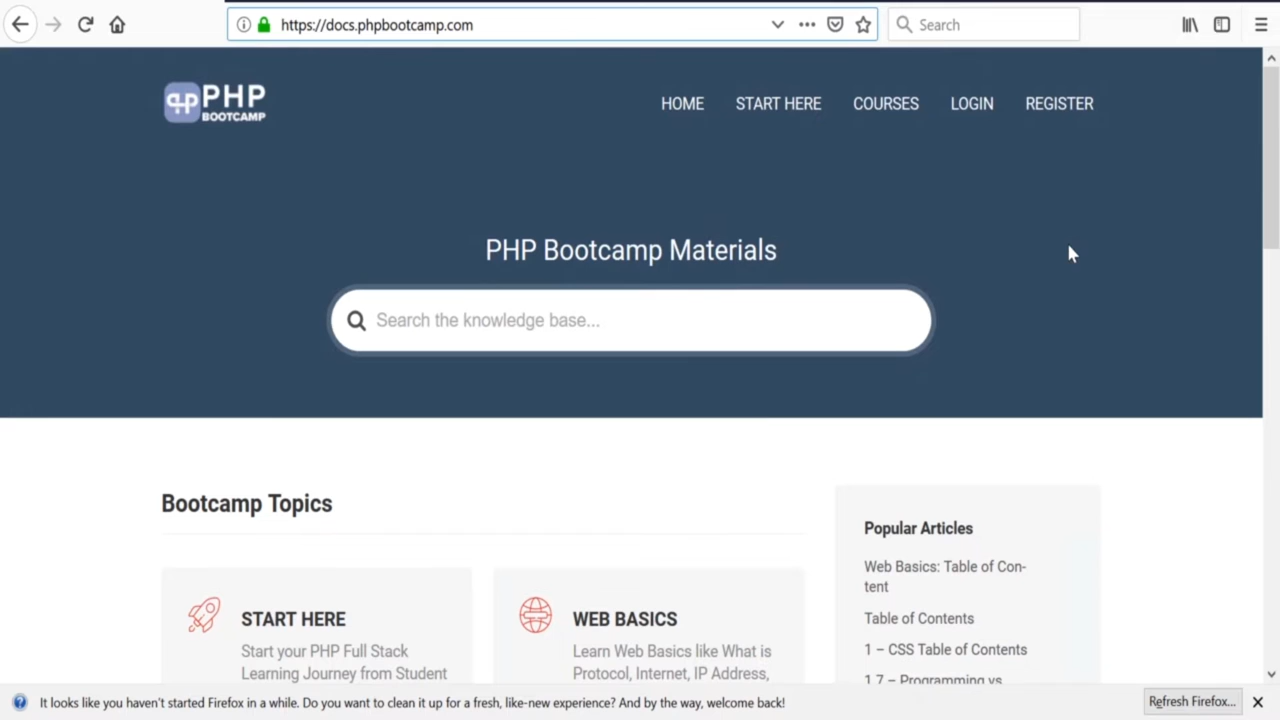 https://docs.phpbootcamp.com
Search
PHP
BOOTCAMP
HOME START HERE COURSES LOGIN REGISTER
PHP Bootcamp Materials
Search the knowledge base...
Bootcamp Topics
START HERE
Start your PHP Full Stack
Learning Journey from Student
WEB BASICS
Learn Web Basics like What is
Protocol, Internet, IP Address,
Popular Articles
Web Basics: Table of Con-
tent
Table of Contents
1 – CSS Table of Contents
1.7 – Programming vs
It looks like you haven't started Firefox in a while. Do you want to clean it up for a fresh, like-new experience? And by the way, welcome back!
Refresh Firefox...